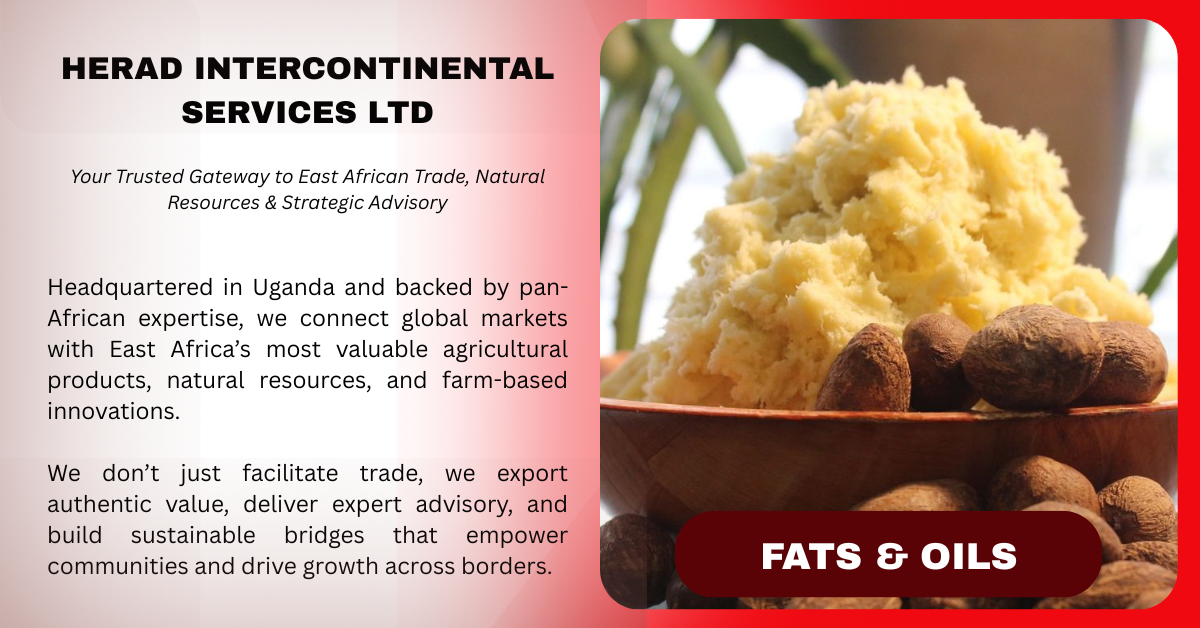 HERAD INTERCONTINENTAL
SERVICES LTD
Your Trusted Gateway to East African Trade, Natural
Resources & Strategic Advisory
Headquartered in Uganda and backed by pan-
African expertise, we connect global markets
with East Africa’s most valuable agricultural
products, natural resources, and farm-based
innovations.
We don’t just facilitate trade, we export
authentic value, deliver expert advisory, and
build sustainable bridges that empower
communities and drive growth across borders.
FATS & OILS